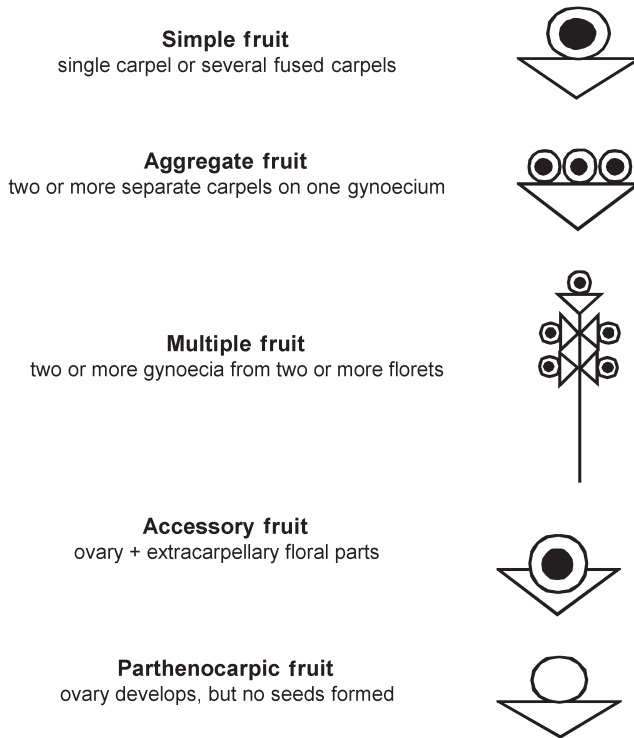 Simple fruit
single carpel or several fused carpels
Aggregate fruit
two or more separate carpels on one gynoecium
Multiple fruit
two or more gynoecia from two or more florets
Accessory fruit
ovary + extracarpellary floral parts
Parthenocarpic fruit
ovary develops, but no seeds formed